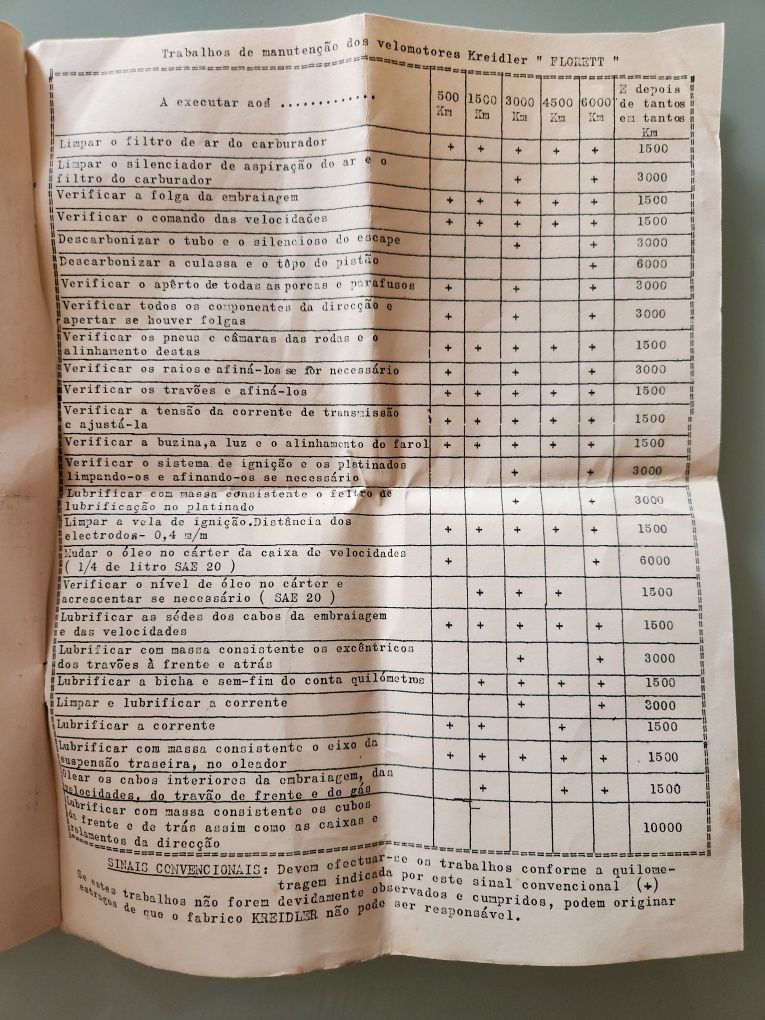 Trabalhos de manutenção dos velomotores Kreidler " FLORETT "
A executar aos ............. 500 Km 1500 Km 3000 Km 4500 Km 6000 Km E depois de tantos em tantos Km
Limpar o filtro de ar do carburador + + + + + 1500
Limpar o silenciador de aspiração do ar e o
filtro do carburador + + 3000
Verificar a folga da embraiagem + + + + + 1500
Verificar o comando das velocidades + + + + + 1500
Descarbonizar o tubo e o silencioso do escape + + 3000
Descarbonizar a culassa e o tôpo do pistão + 6000
Verificar o apêrto de todas as porcas e parafusos + + + 3000
Verificar todos os componentes da direcção e
apertar se houver folgas + + + 3000
Verificar os pneus e câmaras das rodas e o
alinhamento destas + + + + + 1500
Verificar os raios e afiná-los se fôr necessário + + + 3000
Verificar os travões e afiná-los + + + + + 1500
Verificar a tensão da corrente de transmissão
e ajustá-la + + + + + 1500
Verificar a buzina,a luz e o alinhamento do farol + + + + + 1500
Verificar o sistema de ignição e os platinados
limpando-os e afinando-os se necessário + + 3000
Lubrificar com massa consistente o feltro de
lubrificação no platinado + + 3000
Limpar a vela de ignição.Distância dos
electrodos- 0,4 m/m + + + + + 1500
Mudar o óleo no cárter da caixa de velocidades
( 1/4 de litro SAE 20 ) + + 6000
Verificar o nível de óleo no cárter e
acrescentar se necessário ( SAE 20 ) + + + 1500
Lubrificar as sédes dos cabos da embraiagem
e das velocidades + + + + + 1500
Lubrificar com massa consistente os excêntricos
dos travões à frente e atrás + + 3000
Lubrificar a bicha e sem-fim do conta quilómetros + + + + 1500
Limpar e lubrificar a corrente + + 3000
Lubrificar a corrente + + + 1500
Lubrificar com massa consistente o eixo da
suspensão traseira, no oleador + + + + + 1500
Olear os cabos interiores da embraiagem, das
velocidades, do travão de frente e do gás + + + 1500
Lubrificar com massa consistente os cubos
da frente e de trás assim como as caixas e
rolamentos da direcção 10000
SINAIS CONVENCIONAIS: Devem efectuar-se os trabalhos conforme a quilome-
tragem indicada por este sinal convencional (+)
Se estes trabalhos não forem devidamente observados e cumpridos, podem originar
estragos de que o fabrico KREIDLER não pode ser responsável.